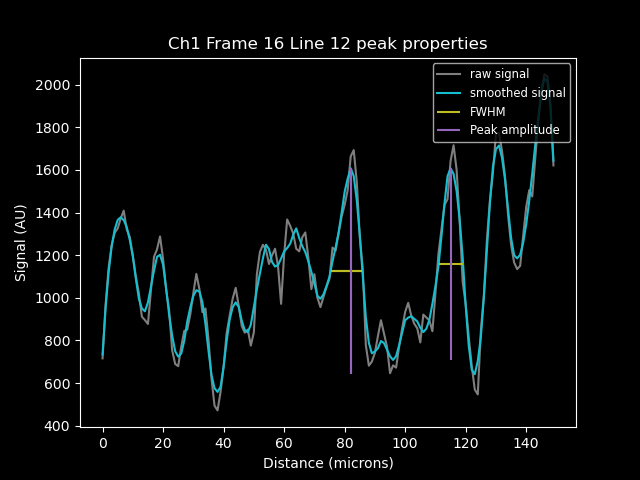 Ch1 Frame 16 Line 12 peak properties
raw signal
smoothed signal
FWHM
Peak amplitude
Signal (AU)
2000
1800
1600
1400
1200
1000
800
600
400
0 20 40 60 80 100 120 140
Distance (microns)